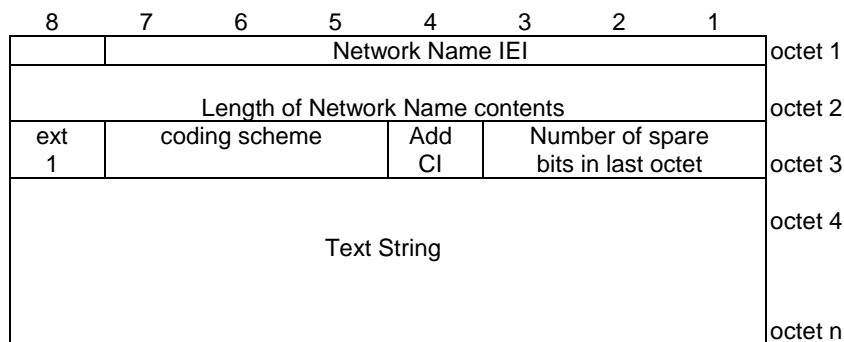 8 7 6 5 4 3 2 1
Network Name IEI octet 1
Length of Network Name contents octet 2
ext coding scheme Add Number of spare
1 CI bits in last octet octet 3
octet 4
Text String
octet n